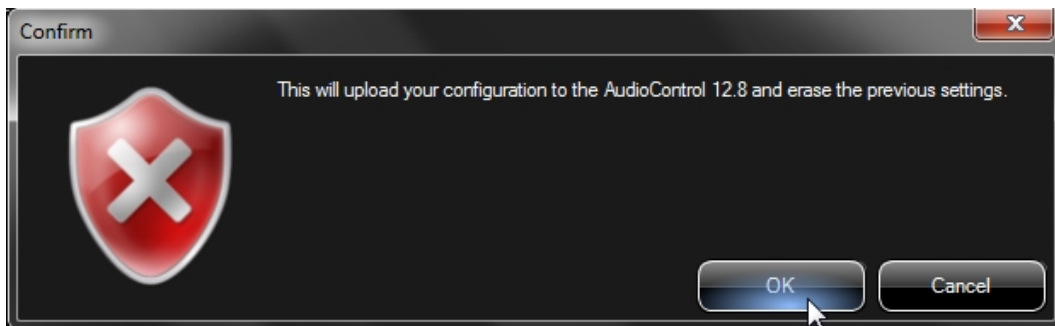 Confirm
This will upload your configuration to the AudioControl 12.8 and erase the previous settings.
OK
Cancel